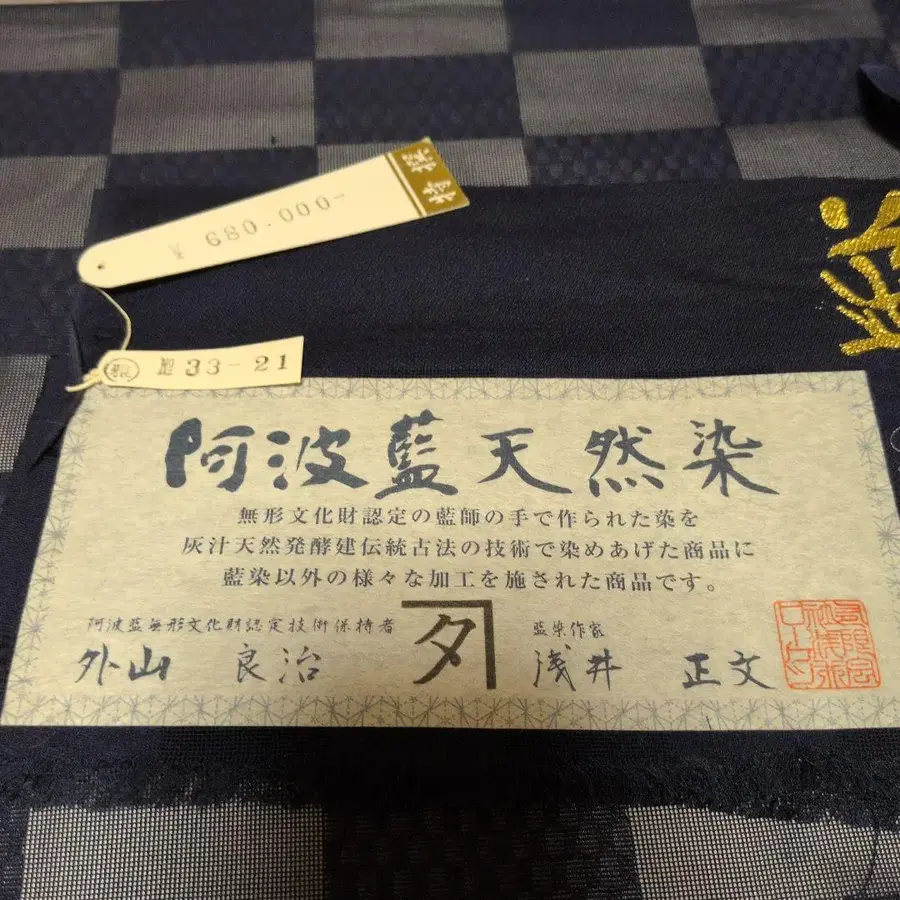 特撰
¥ 680.000-
33-21
阿波藍天然染
無形文化財認定の藍師の手で作られた蒅を
灰汁天然発酵建伝統古法の技術で染めあげた商品に
藍染以外の様々な加工を施された商品です。
阿波藍無形文化財認定技術保持者
外山 良治
タ
藍染作家
浅井 正文